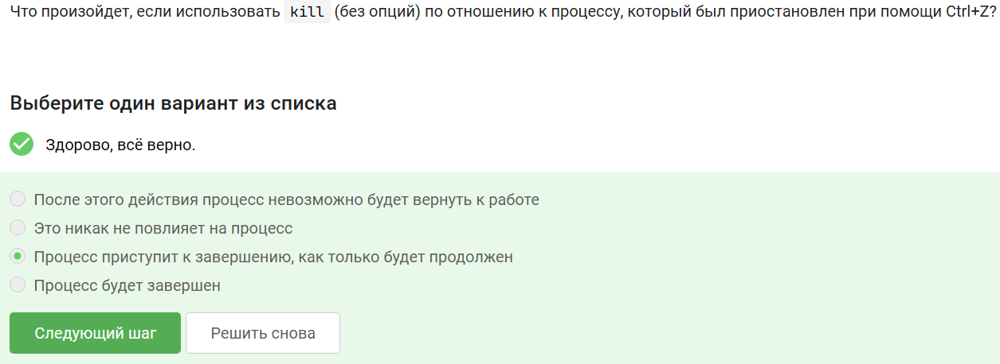 Что произойдет, если использовать kill (без опций) по отношению к процессу, который был приостановлен при помощи Ctrl+Z?
Выберите один вариант из списка
Здорово, всё верно.
После этого действия процесс невозможно будет вернуть к работе
Это никак не повлияет на процесс
Процесс приступит к завершению, как только будет продолжен
Процесс будет завершен
Следующий шаг
Решить снова